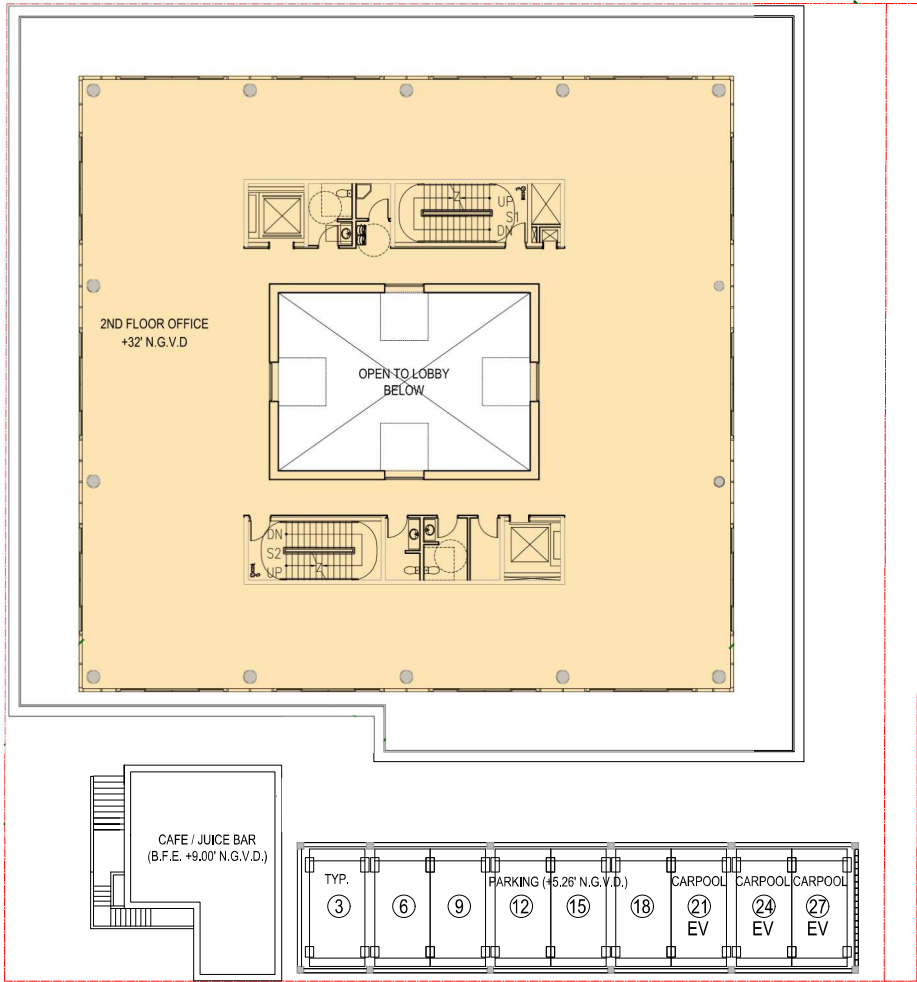 UP
S1
DN
2ND FLOOR OFFICE
+32' N.G.V.D
OPEN TO LOBBY
BELOW
DN
S2
UP
CAFE / JUICE BAR
(B.F.E. +9.00' N.G.V.D.)
TYP.
PARKING (+5.26' N.G.V.D.)
CARPOOL
CARPOOL
CARPOOL
3
6
9
12
15
18
21
24
27
EV
EV
EV